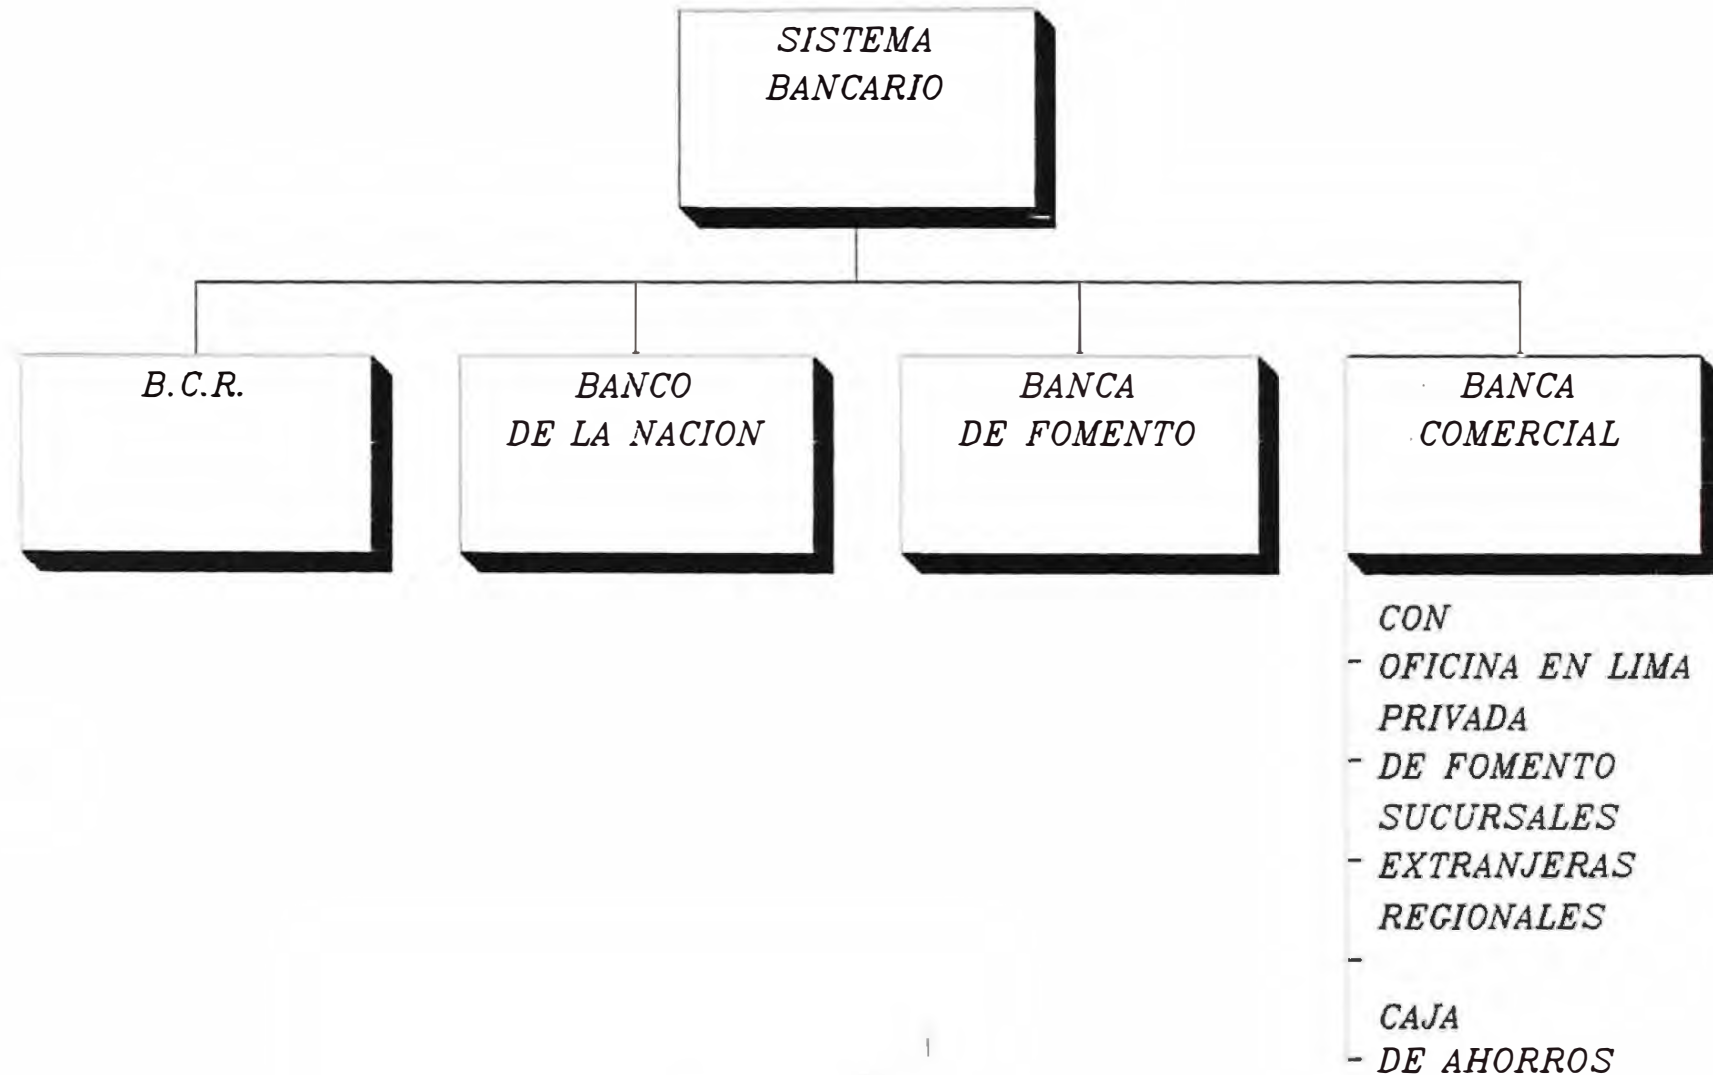 SISTEMA
BANCARIO
B.C.R.
BANCO
DE LA NACION
BANCA
DE FOMENTO
BANCA
COMERCIAL
CON
- OFICINA EN LIMA
PRIVADA
- DE FOMENTO
SUCURSALES
- EXTRANJERAS
REGIONALES
-
CAJA
- DE AHORROS